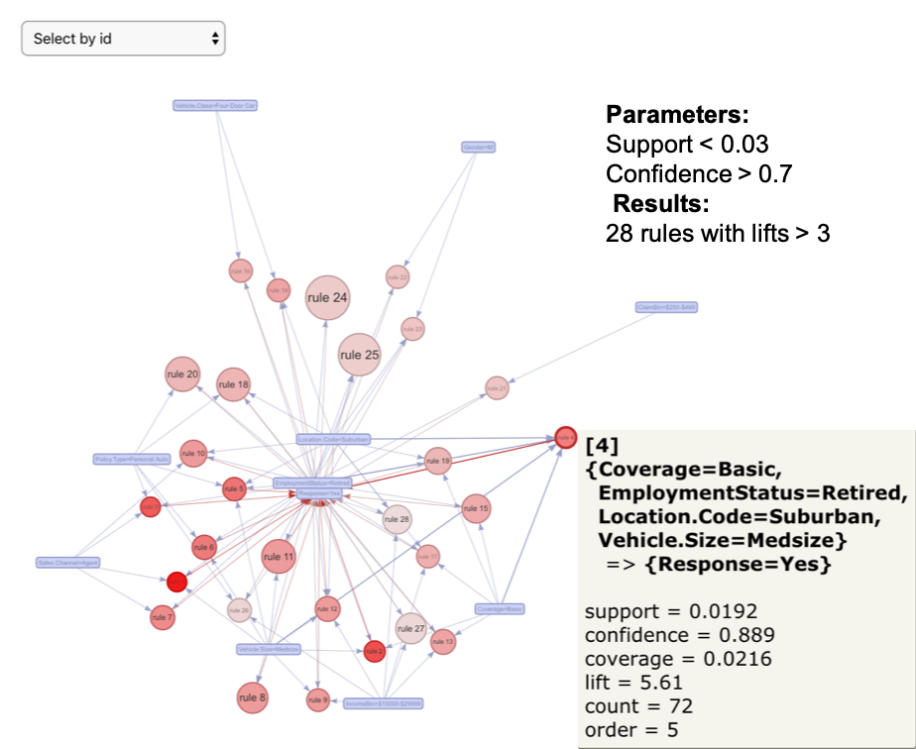 Select by id
Vehicle.Class=Four-Door Car
Gender=M
Parameters:
Support < 0.03
Confidence > 0.7
Results:
28 rules with lifts > 3
rule 16
rule 14
rule 24
rule 22
rule 23
rule 25
rule 20
rule 18
rule 21
Location.Code=Suburban
Policy.Type=Personal Auto
rule 10
rule 19
rule 4
EmploymentStatus=Retired
Response=Yes
rule 5
rule 15
rule 28
rule 6
rule 11
Sales.Channel=Agent
rule 7
rule 26
rule 12
Coverage=Basic
rule 27
rule 13
Vehicle.Size=Medsize
rule 2
rule 8
rule 9
[4]
{Coverage=Basic,
EmploymentStatus=Retired,
Location.Code=Suburban,
Vehicle.Size=Medsize}
=> {Response=Yes}
support = 0.0192
confidence = 0.889
coverage = 0.0216
lift = 5.61
count = 72
order = 5